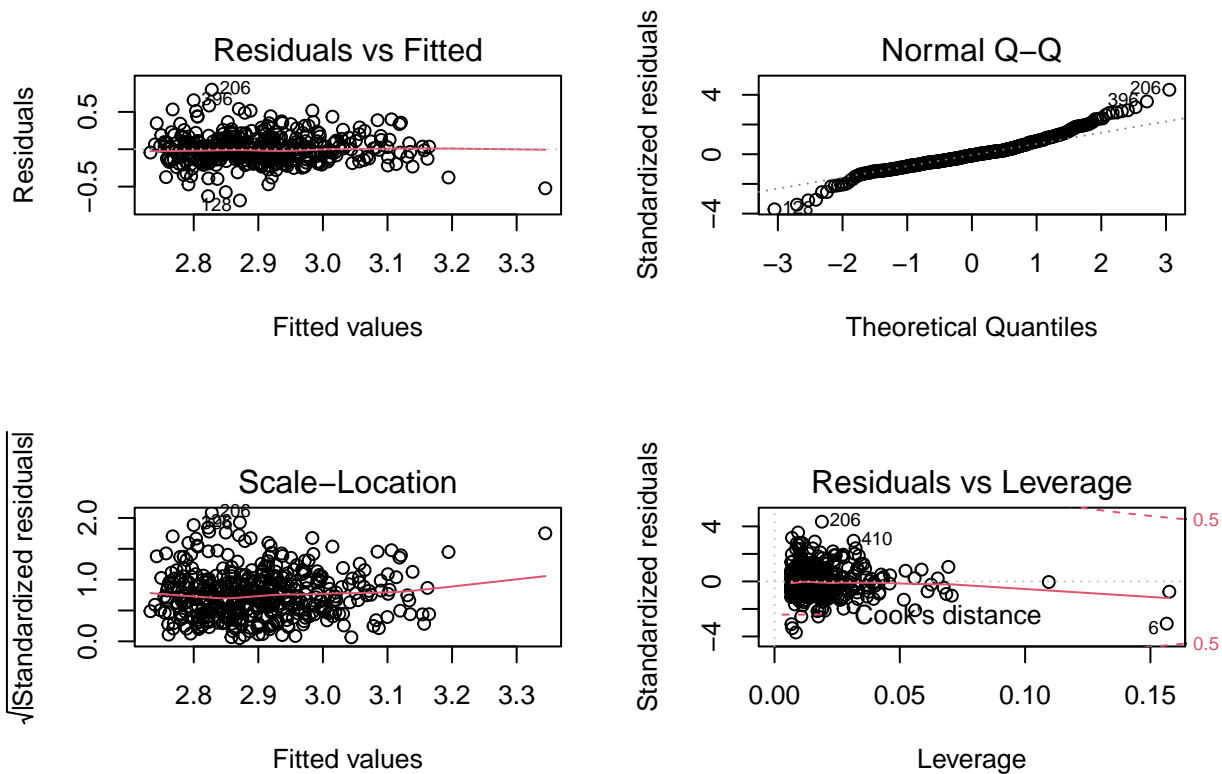 Residuals vs Fitted
Residuals
0.5
−0.5
206
396
128
2.8 2.9 3.0 3.1 3.2 3.3
Fitted values
Normal Q−Q
Standardized residuals
4
0
−4
206
396
128
−3 −2 −1 0 1 2 3
Theoretical Quantiles
Scale−Location
√|Standardized residuals|
2.0
1.0
0.0
206
2.8 2.9 3.0 3.1 3.2 3.3
Fitted values
Residuals vs Leverage
Standardized residuals
4
0
−4
206
410
6
0.5
0.5
Cook's distance
0.00 0.05 0.10 0.15
Leverage